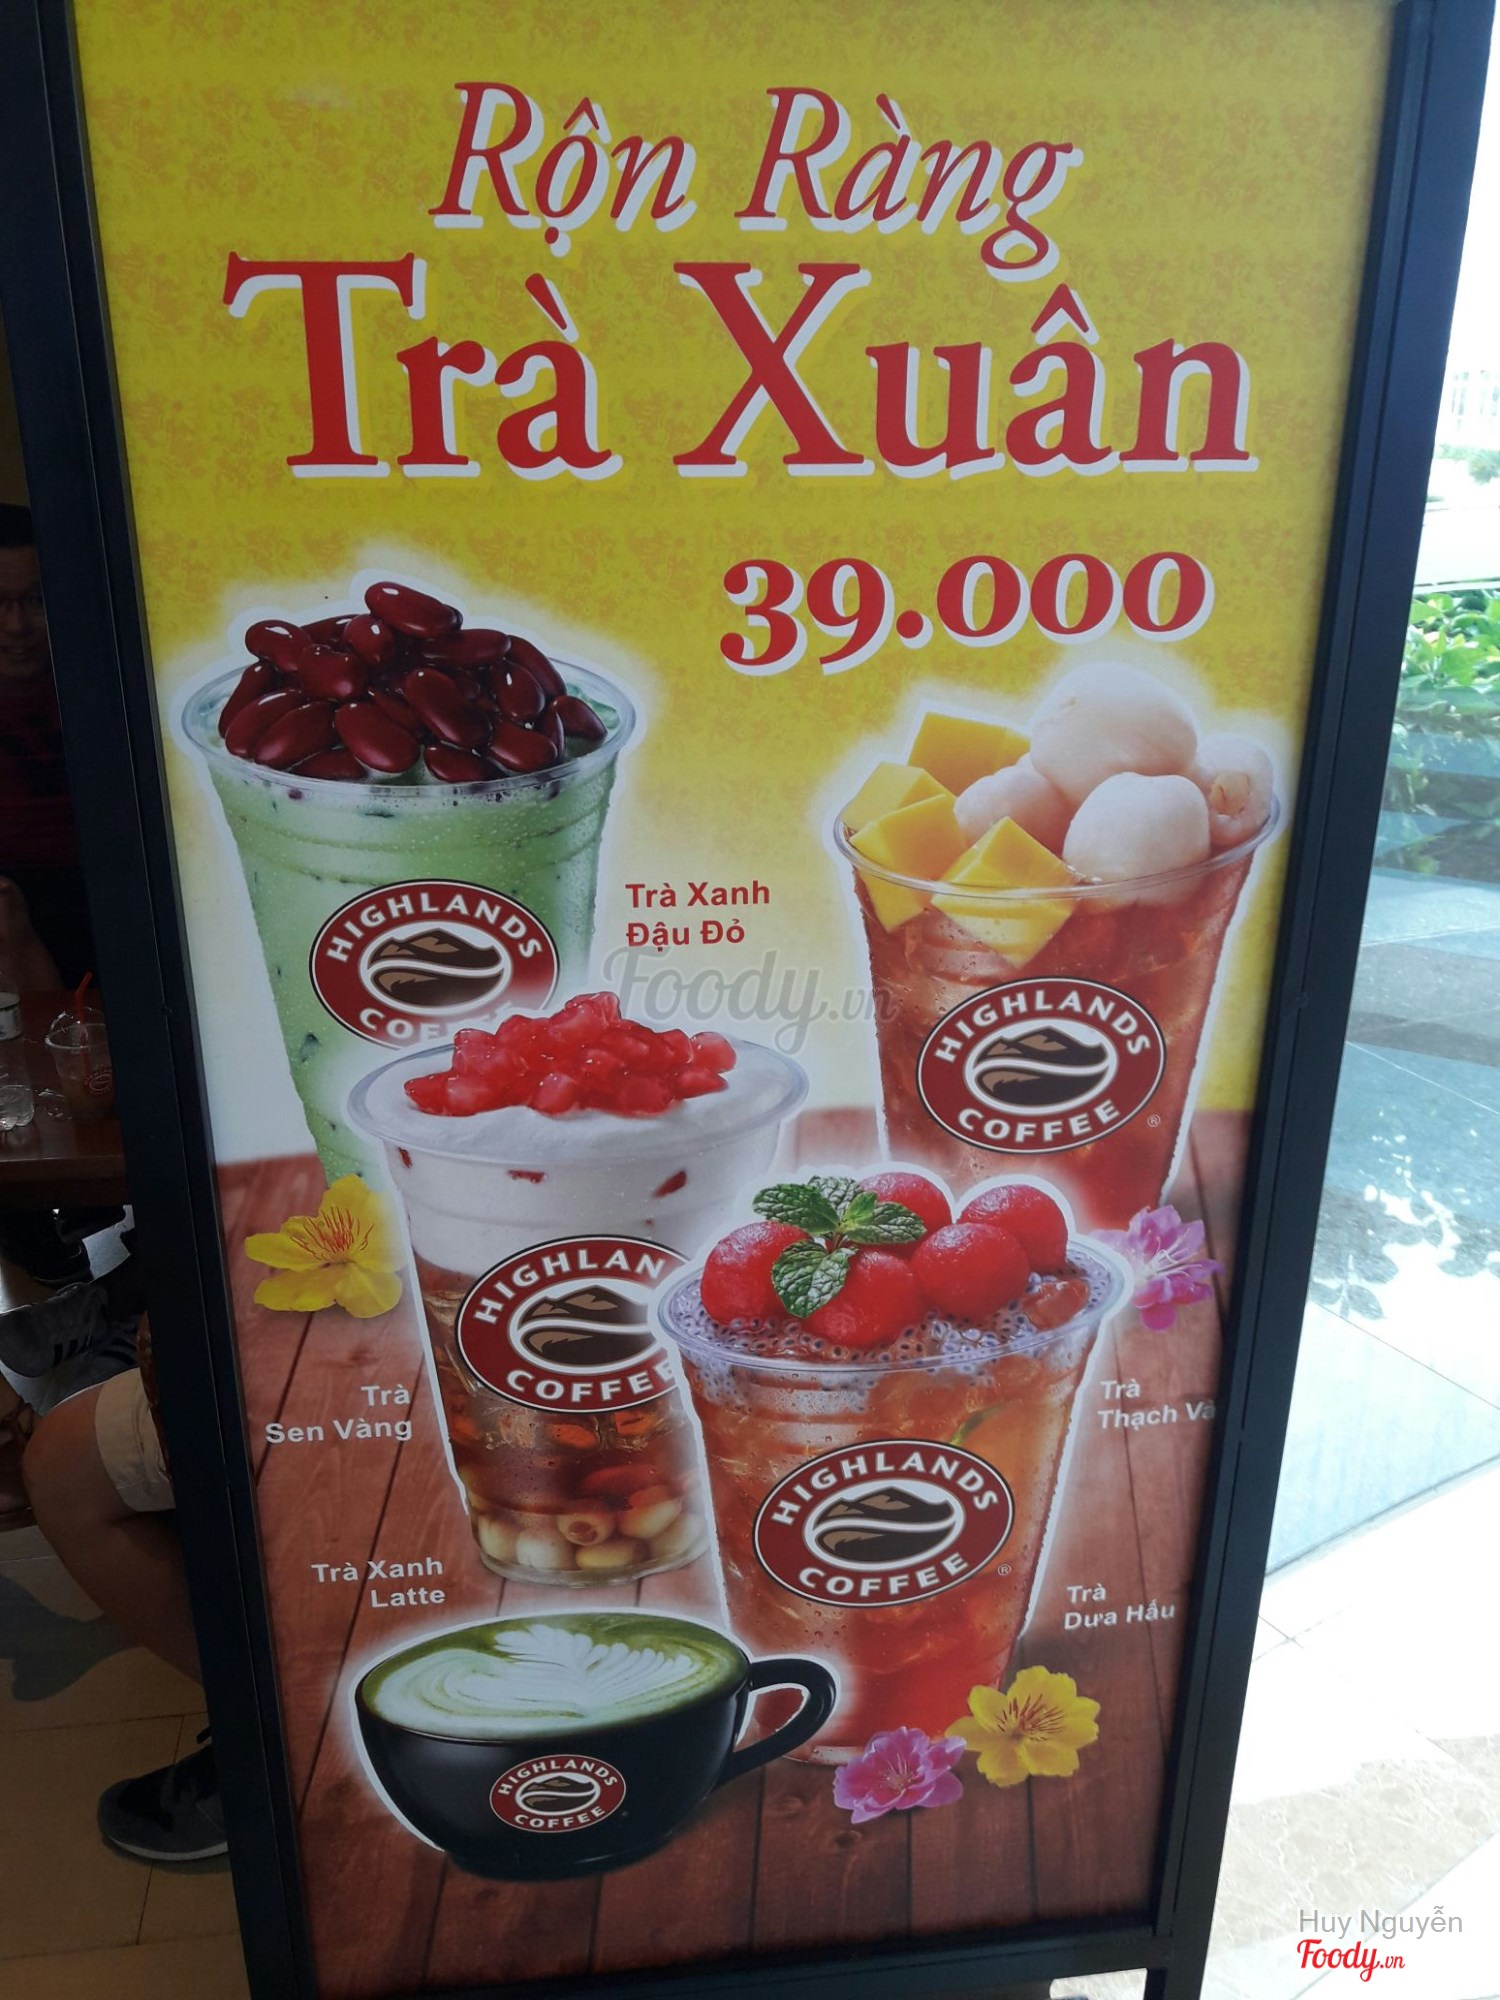 Rộn Ràng
Trà Xuân
39.000
Trà Xanh
Đậu Đỏ
HIGHLANDS
HIGHLANDS
COFFEE
Foody.vn
HIGHLANDS
COFFEE
Trà
Sen Vàng
Trà
Thạch
HIGHLANDS
COFFEE
Trà Xanh
Latte
Trà
Dưa Hấu
HIGHLANDS
COFFEE
Huy Nguyễn
Foody.vn